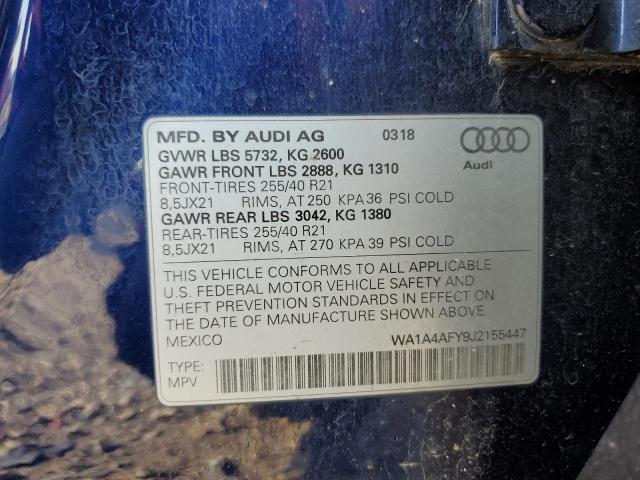 MFD. BY AUDI AG 0318
GVWR LBS 5732, KG 2600
GAWR FRONT LBS 2888, KG 1310
FRONT-TIRES 255/40 R21
8,5JX21 RIMS, AT 250 KPA 36 PSI COLD
GAWR REAR LBS 3042, KG 1380
REAR-TIRES 255/40 R21
8,5JX21 RIMS, AT 270 KPA 39 PSI COLD
Audi
THIS VEHICLE CONFORMS TO ALL APPLICABLE
U.S. FEDERAL MOTOR VEHICLE SAFETY AND
THEFT PREVENTION STANDARDS IN EFFECT ON
THE DATE OF MANUFACTURE SHOWN ABOVE.
MEXICO WA1A4AFY9J2155447
TYPE:
MPV